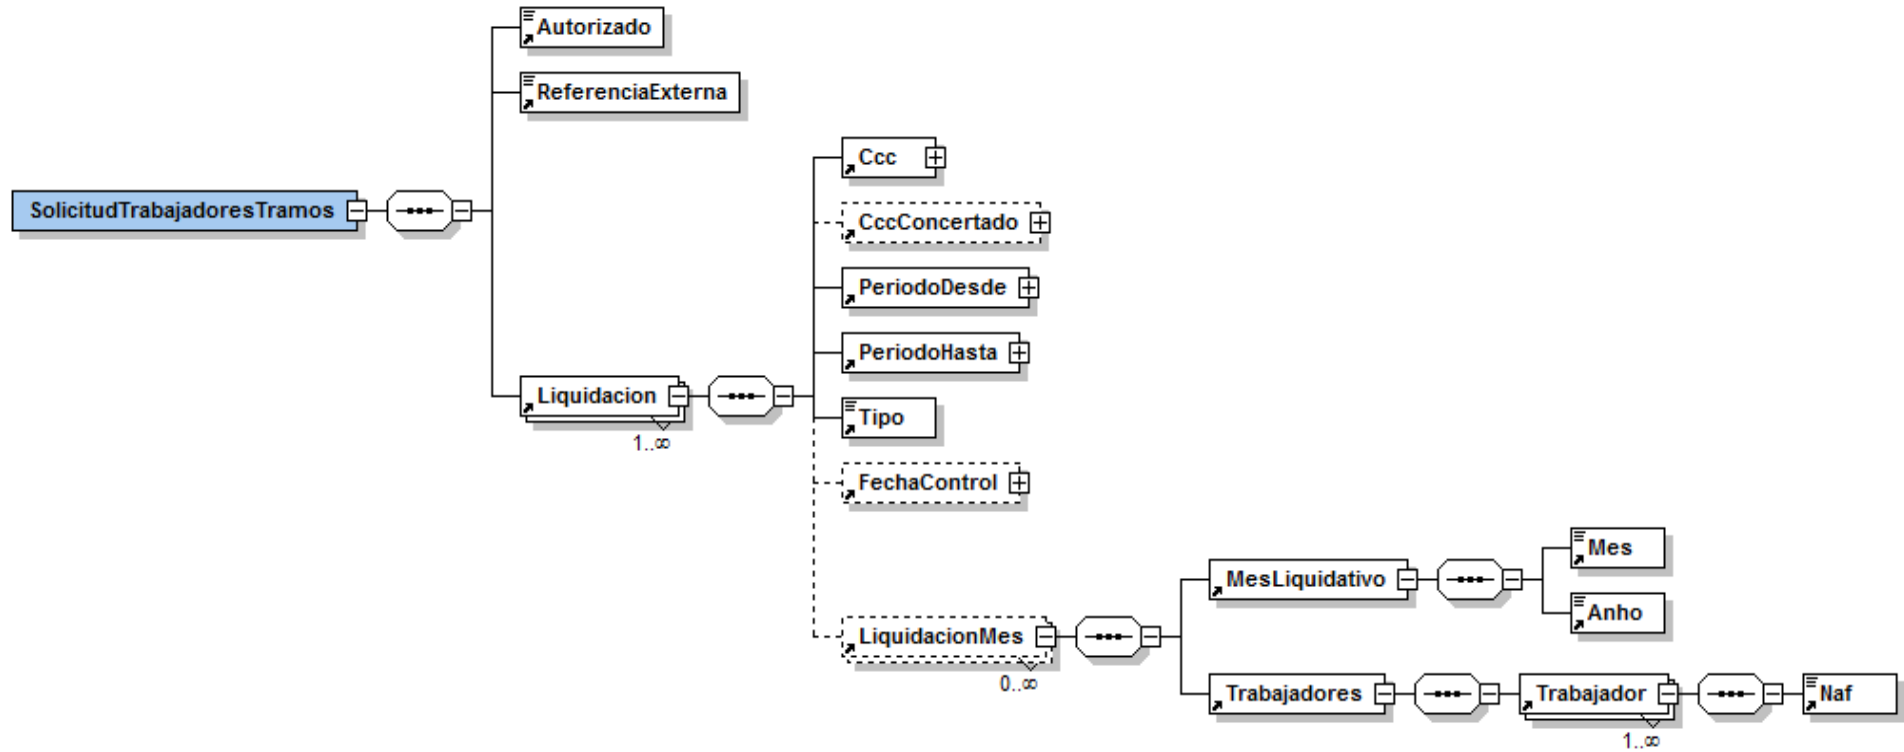 Autorizado
ReferenciaExterna
Ccc
SolicitudTrabajadoresTramos
CccConcertado
PeriodoDesde
PeriodoHasta
Liquidacion
1..∞
Tipo
FechaControl
Mes
MesLiquidativo
Anho
LiquidacionMes
0..∞
Trabajadores
Trabajador
1..∞
Naf